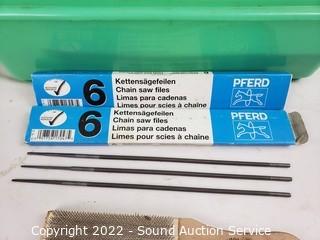 6
Kettensägefeilen
Chain saw files
Limas para cadenas
Limes pour scies à chaîne
PFERD
6
Kettensägefeilen
Chain saw files
Limas para cadenas
Limes pour scies à chaîne
PFERD
Copyright 2022 - Sound Auction Service